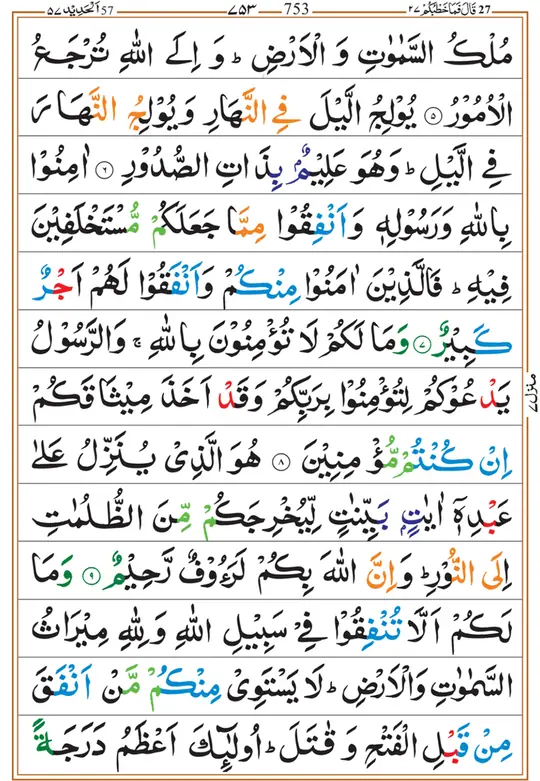 27 قَالَ فَمَا خَطْبُكُمْ ٢٧ 753 ٧٥٣ 57 اَلْحَدِيْد ٥٧
مُلْكُ السَّمٰوٰتِ وَ الْاَرْضِ ؕ وَ اِلَى اللّٰهِ تُرْجَعُ
الْاُمُوْرُ ۝٥ يُوْلِجُ الَّيْلَ فِي النَّهَارِ وَ يُوْلِجُ النَّهَارَ
فِي الَّيْلِ ؕ وَهُوَ عَلِيْمٌۢ بِذَاتِ الصُّدُوْرِ ۝٦ اٰمِنُوْا
بِاللّٰهِ وَرَسُوْلِهٖ وَاَنْفِقُوْا مِمَّا جَعَلَكُمْ مُّسْتَخْلَفِيْنَ
فِيْهِ ؕ فَالَّذِيْنَ اٰمَنُوْا مِنْكُمْ وَاَنْفَقُوْا لَهُمْ اَجْرٌ
كَبِيْرٌ ۝٧ وَمَا لَكُمْ لَا تُؤْمِنُوْنَ بِاللّٰهِ ۚ وَالرَّسُوْلُ
يَدْعُوْكُمْ لِتُؤْمِنُوْا بِرَبِّكُمْ وَقَدْ اَخَذَ مِيْثَاقَكُمْ
اِنْ كُنْتُمْ مُّؤْمِنِيْنَ ۝٨ هُوَ الَّذِيْ يُنَزِّلُ عَلٰى
عَبْدِهٖۤ اٰيٰتٍۭ بَيِّنٰتٍ لِّيُخْرِجَكُمْ مِّنَ الظُّلُمٰتِ
اِلَى النُّوْرِ ؕ وَاِنَّ اللّٰهَ بِكُمْ لَرَءُوْفٌ رَّحِيْمٌ ۝٩ وَمَا
لَكُمْ اَلَّا تُنْفِقُوْا فِيْ سَبِيْلِ اللّٰهِ وَلِلّٰهِ مِيْرَاثُ
السَّمٰوٰتِ وَالْاَرْضِ ؕ لَا يَسْتَوِيْ مِنْكُمْ مَّنْ اَنْفَقَ
مِنْ قَبْلِ الْفَتْحِ وَ قٰتَلَ ؕ اُولٰٓئِكَ اَعْظَمُ دَرَجَةً
منزل ٧